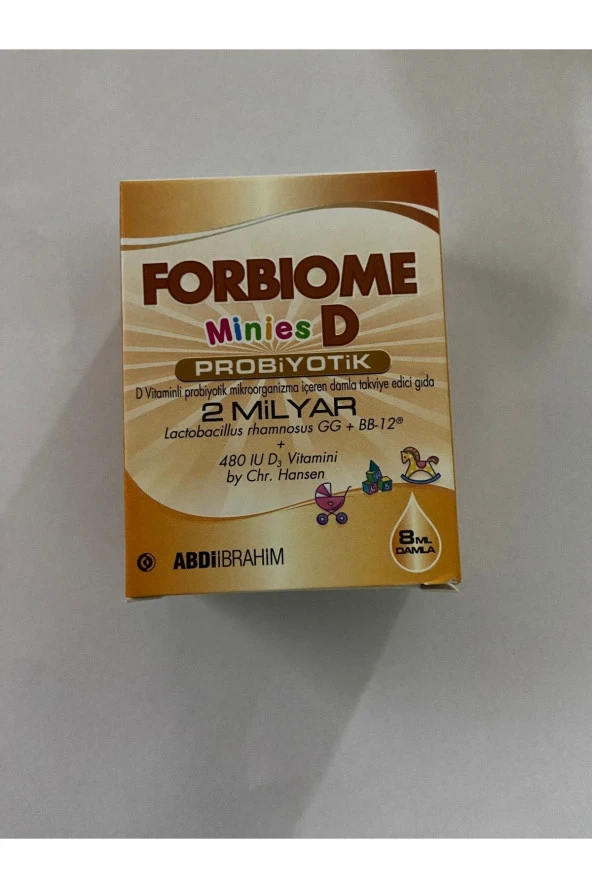 FORBIOME
Minies D
PROBiYOTiK
D Vitaminli probiyotik mikroorganizma içeren damla takviye edici gıda
2 MiLYAR
Lactobacillus rhamnosus GG + BB-12®
+
480 IU D₃ Vitamini
by Chr. Hansen
8 ML
DAMLA
ABDiİBRAHİM